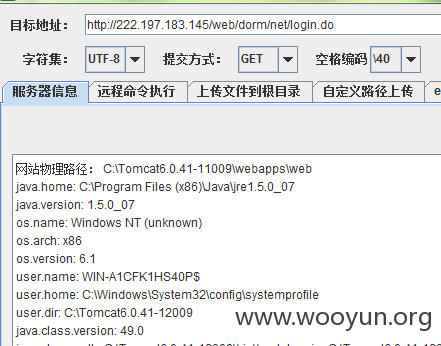 目标地址： http://222.197.183.145/web/dorm/net/login.do
字符集： UTF-8 提交方式： GET 空格编码 \40
服务器信息 远程命令执行 上传文件到根目录 自定义路径上传 e
网站物理路径： C:\Tomcat6.0.41-11009\webapps\web
java.home: C:\Program Files (x86)\Java\jre1.5.0_07
java.version: 1.5.0_07
os.name: Windows NT (unknown)
os.arch: x86
os.version: 6.1
user.name: WIN-A1CFK1HS40P$
user.home: C:\Windows\System32\config\systemprofile
user.dir: C:\Tomcat6.0.41-12009
java.class.version: 49.0
www.wooyun.org